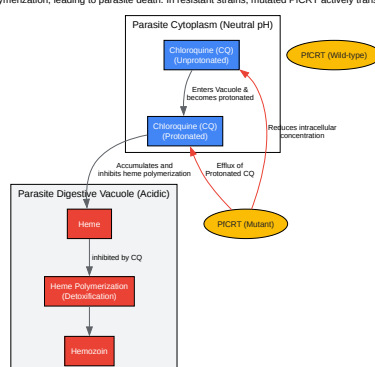 ymerization, leading to parasite death. In resistant strains, mutated PfCRT actively trans
Parasite Cytoplasm (Neutral pH)
Chloroquine (CQ)
(Unprotonated)
PfCRT (Wild-type)
Enters Vacuole &
becomes protonated
Chloroquine (CQ)
(Protonated)
Reduces intracellular
concentration
Accumulates and
inhibits heme polymerization
Efflux of
Protonated CQ
Parasite Digestive Vacuole (Acidic)
Heme
PfCRT (Mutant)
inhibited by CQ
Heme Polymerization
(Detoxification)
Hemozoin